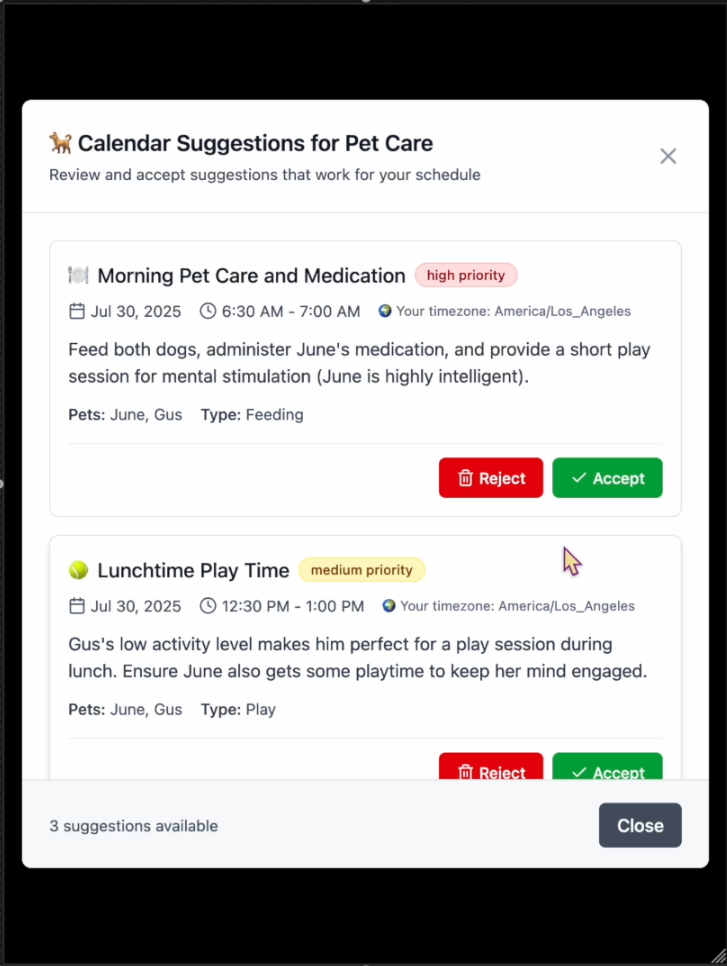 🐕 Calendar Suggestions for Pet Care
Review and accept suggestions that work for your schedule
🍽️ Morning Pet Care and Medication high priority
Jul 30, 2025 6:30 AM - 7:00 AM 🌍 Your timezone: America/Los_Angeles
Feed both dogs, administer June's medication, and provide a short play
session for mental stimulation (June is highly intelligent).
Pets: June, Gus Type: Feeding
Reject Accept
🎾 Lunchtime Play Time medium priority
Jul 30, 2025 12:30 PM - 1:00 PM 🌍 Your timezone: America/Los_Angeles
Gus's low activity level makes him perfect for a play session during
lunch. Ensure June also gets some playtime to keep her mind engaged.
Pets: June, Gus Type: Play
Reject Accept
3 suggestions available Close